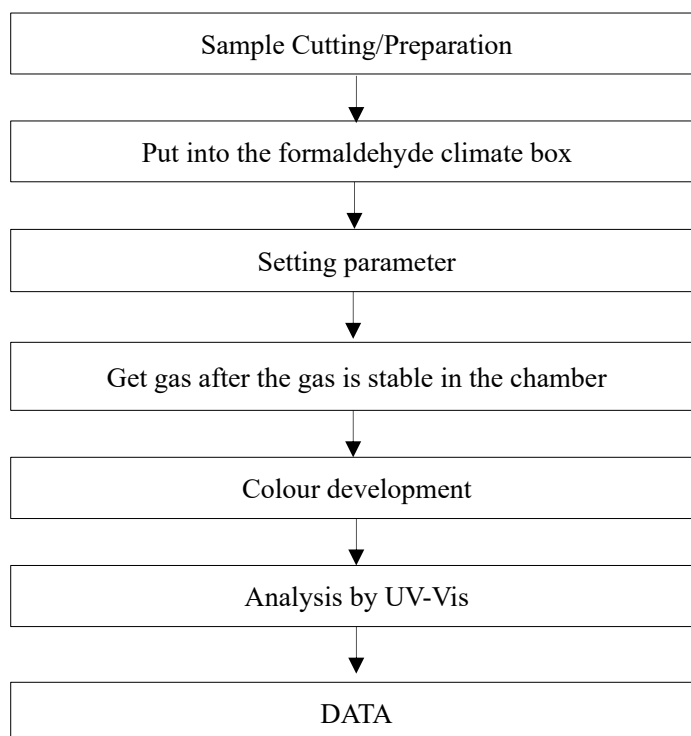 Sample Cutting/Preparation
Put into the formaldehyde climate box
Setting parameter
Get gas after the gas is stable in the chamber
Colour development
Analysis by UV-Vis
DATA